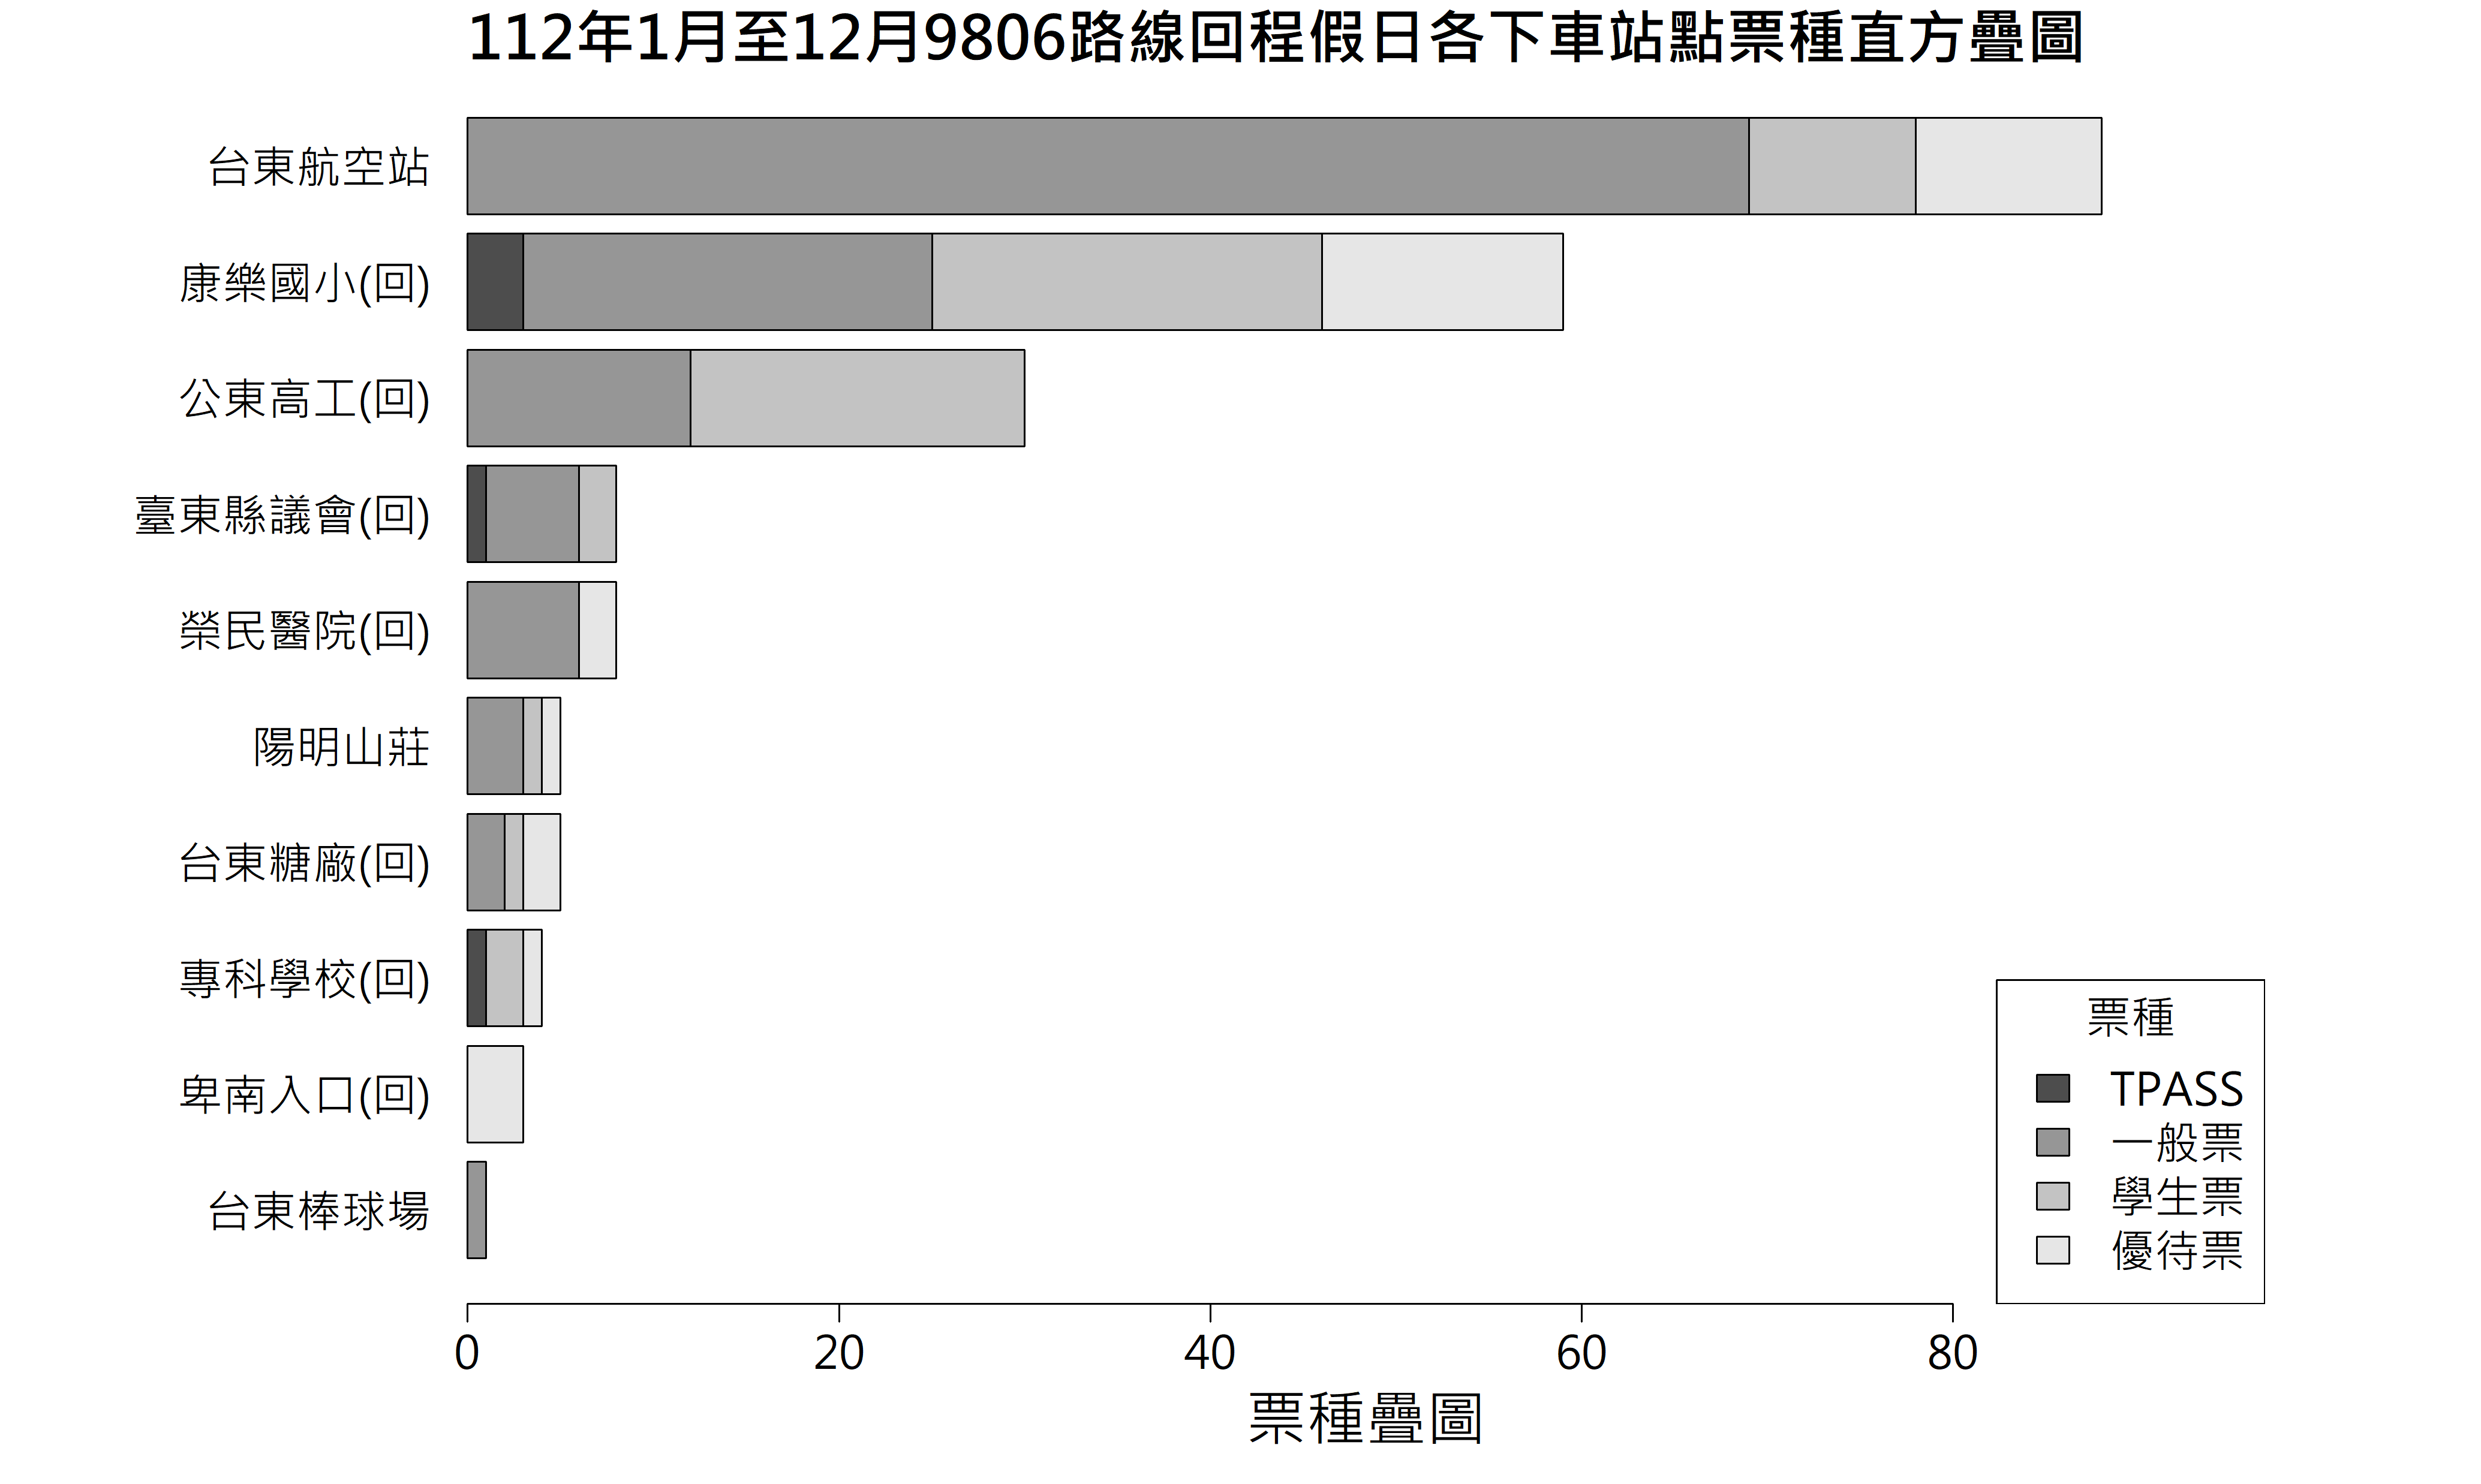 112年1月至12月9806路線回程假日各下車站點票種直方疊圖
台東航空站
康樂國小(回)
公東高工(回)
臺東縣議會(回)
榮民醫院(回)
陽明山莊
台東糖廠(回)
專科學校(回)
卑南入口(回)
台東棒球場
票種
TPASS
一般票
學生票
優待票
0 20 40 60 80
票種疊圖